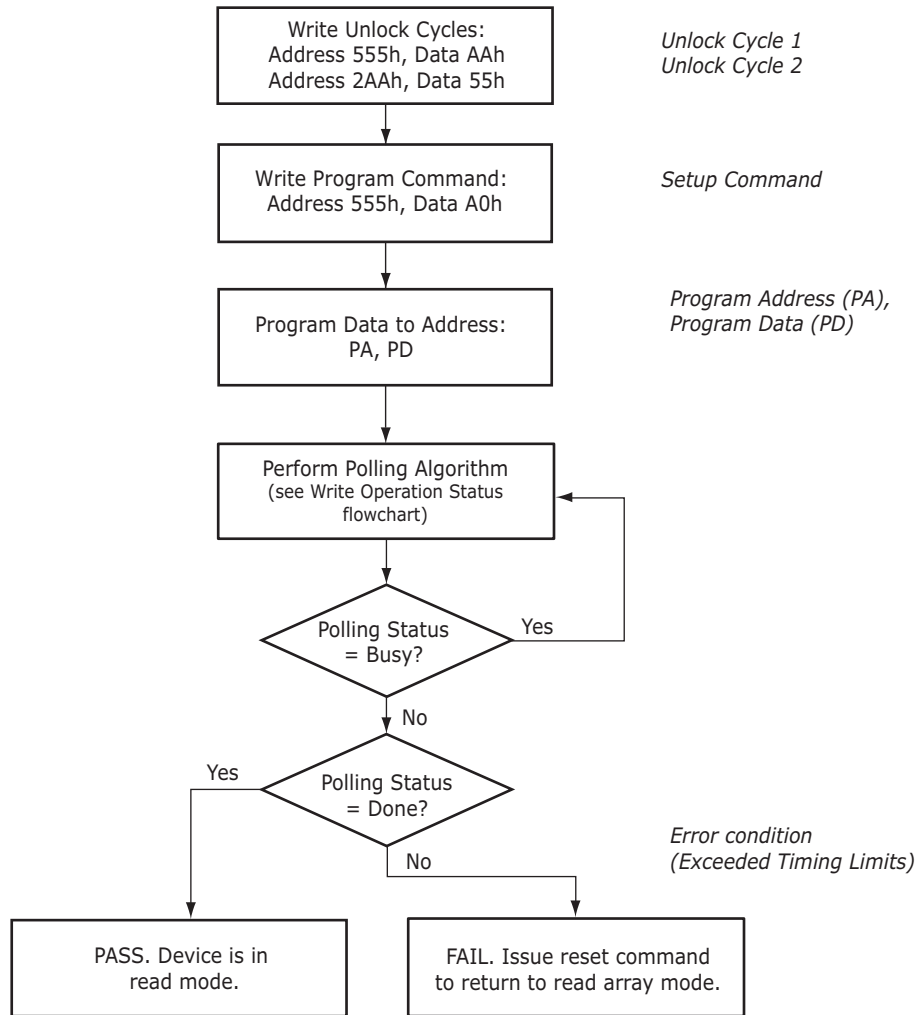 Write Unlock Cycles:
Address 555h, Data AAh
Address 2AAh, Data 55h
Unlock Cycle 1
Unlock Cycle 2
Write Program Command:
Address 555h, Data A0h
Setup Command
Program Data to Address:
PA, PD
Program Address (PA),
Program Data (PD)
Perform Polling Algorithm
(see Write Operation Status
flowchart)
Polling Status
= Busy?
Yes
No
Polling Status
= Done?
Yes
No
Error condition
(Exceeded Timing Limits)
PASS. Device is in
read mode.
FAIL. Issue reset command
to return to read array mode.